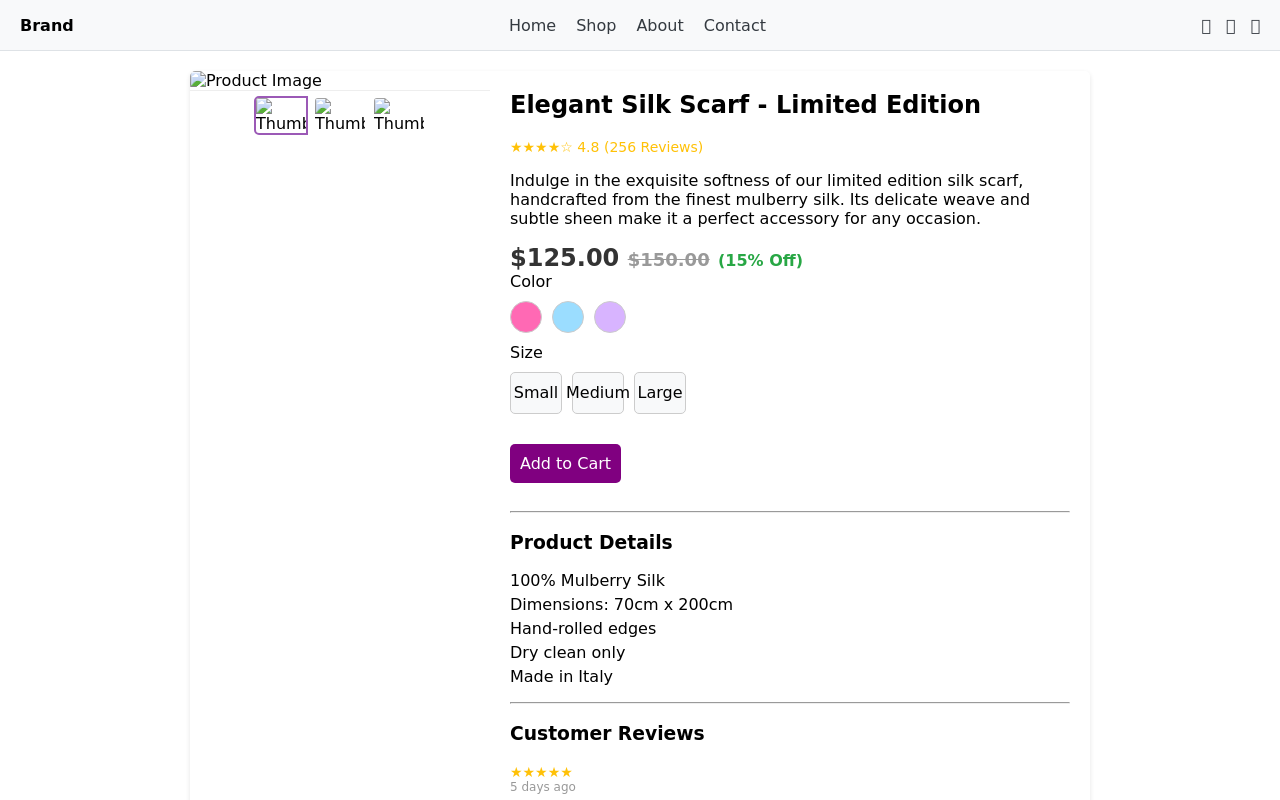 Brand
Home Shop About Contact
Product Image
Thumb Thumb Thumb
Elegant Silk Scarf - Limited Edition
★★★★☆ 4.8 (256 Reviews)
Indulge in the exquisite softness of our limited edition silk scarf,
handcrafted from the finest mulberry silk. Its delicate weave and
subtle sheen make it a perfect accessory for any occasion.
$125.00 $150.00 (15% Off)
Color
Size
Small Medium Large
Add to Cart
Product Details
100% Mulberry Silk
Dimensions: 70cm x 200cm
Hand-rolled edges
Dry clean only
Made in Italy
Customer Reviews
★★★★★
5 days ago